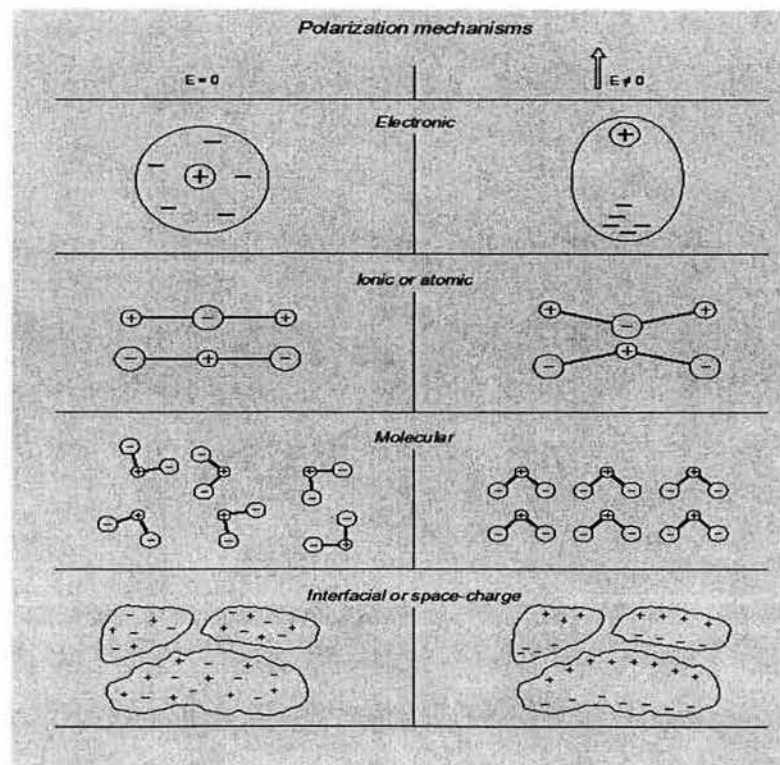 Polarization mechanisms
E = 0
E ≠ 0
Electronic
Ionic or atomic
Molecular
Interfacial or space-charge